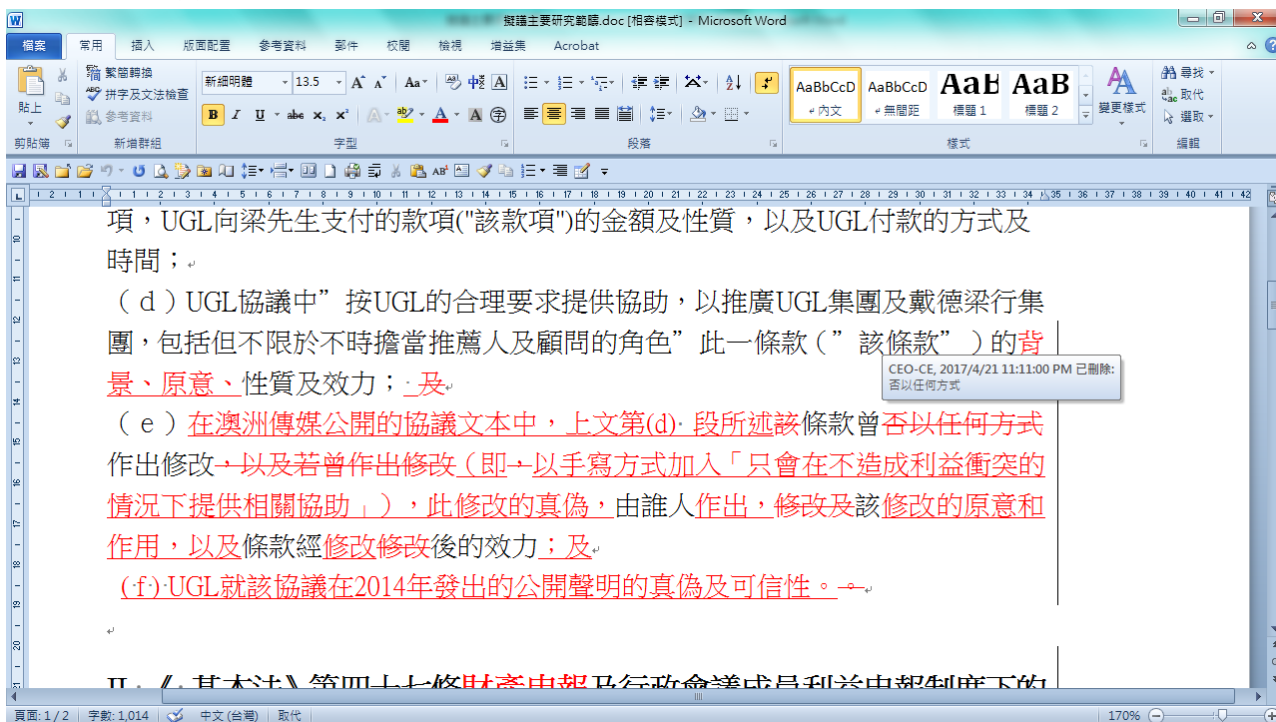 擬議主要研究範疇.doc [相容模式] - Microsoft Word
檔案 常用 插入 版面配置 參考資料 郵件 校閱 檢視 增益集 Acrobat
貼上
繁簡轉換
拼字及文法檢查
參考資料
新細明體 13.5
AaBbCcD AaBbCcD AaB AaB
內文 無間距 標題 1 標題 2
變更樣式
尋找
取代
選取
剪貼簿 新增群組 字型 段落 樣式 編輯
項，UGL向梁先生支付的款項("該款項")的金額及性質，以及UGL付款的方式及
時間；
（ｄ）UGL協議中”按UGL的合理要求提供協助，以推廣UGL集團及戴德梁行集
團，包括但不限於不時擔當推薦人及顧問的角色”此一條款（”該條款”）的背
景、原意、性質及效力；及
CEO-CE, 2017/4/21 11:11:00 PM 已刪除:
否以任何方式
（ｅ）在澳洲傳媒公開的協議文本中，上文第(d) 段所述該條款曾否以任何方式
作出修改，以及若曾作出修改（即，以手寫方式加入「只會在不造成利益衝突的
情況下提供相關協助」），此修改的真偽，由誰人作出，修改及該修改的原意和
作用，以及條款經修改修改後的效力；及
(f) UGL就該協議在2014年發出的公開聲明的真偽及可信性。。
II．《．基本法》第四十七條財產申報及行政會議成員利益申報制度下的
頁面: 1 / 2 字數: 1,014 中文 (台灣) 取代 170%